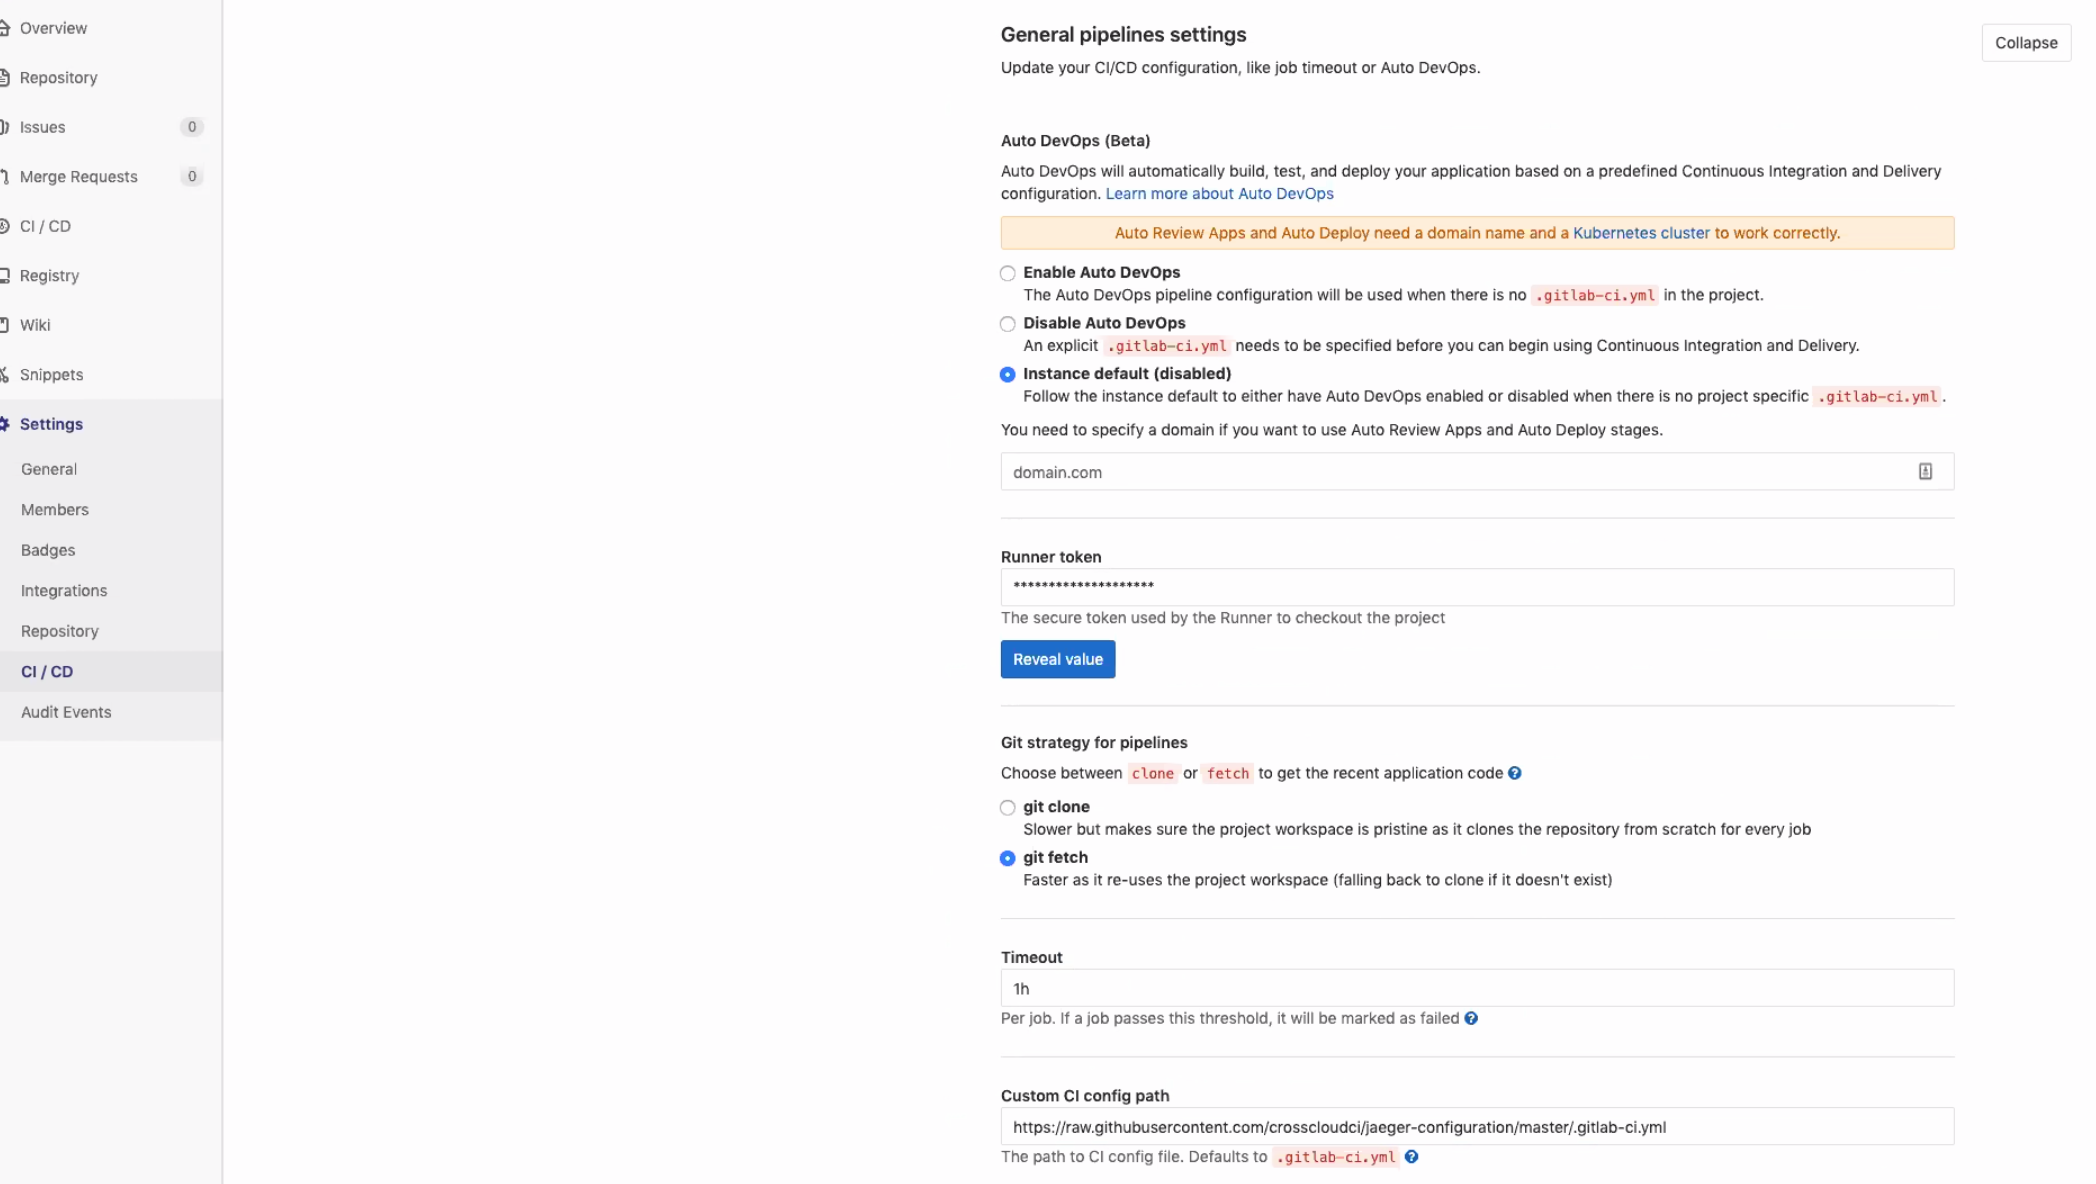 Overview
Repository
Issues 0
Merge Requests 0
CI / CD
Registry
Wiki
Snippets
Settings
General
Members
Badges
Integrations
Repository
CI / CD
Audit Events
General pipelines settings
Collapse
Update your CI/CD configuration, like job timeout or Auto DevOps.
Auto DevOps (Beta)
Auto DevOps will automatically build, test, and deploy your application based on a predefined Continuous Integration and Delivery
configuration. Learn more about Auto DevOps
Auto Review Apps and Auto Deploy need a domain name and a Kubernetes cluster to work correctly.
Enable Auto DevOps
The Auto DevOps pipeline configuration will be used when there is no .gitlab-ci.yml in the project.
Disable Auto DevOps
An explicit .gitlab-ci.yml needs to be specified before you can begin using Continuous Integration and Delivery.
Instance default (disabled)
Follow the instance default to either have Auto DevOps enabled or disabled when there is no project specific .gitlab-ci.yml.
You need to specify a domain if you want to use Auto Review Apps and Auto Deploy stages.
domain.com
Runner token
********************
The secure token used by the Runner to checkout the project
Reveal value
Git strategy for pipelines
Choose between clone or fetch to get the recent application code ?
git clone
Slower but makes sure the project workspace is pristine as it clones the repository from scratch for every job
git fetch
Faster as it re-uses the project workspace (falling back to clone if it doesn't exist)
Timeout
1h
Per job. If a job passes this threshold, it will be marked as failed ?
Custom CI config path
https://raw.githubusercontent.com/crosscloudci/jaeger-configuration/master/.gitlab-ci.yml
The path to CI config file. Defaults to .gitlab-ci.yml ?